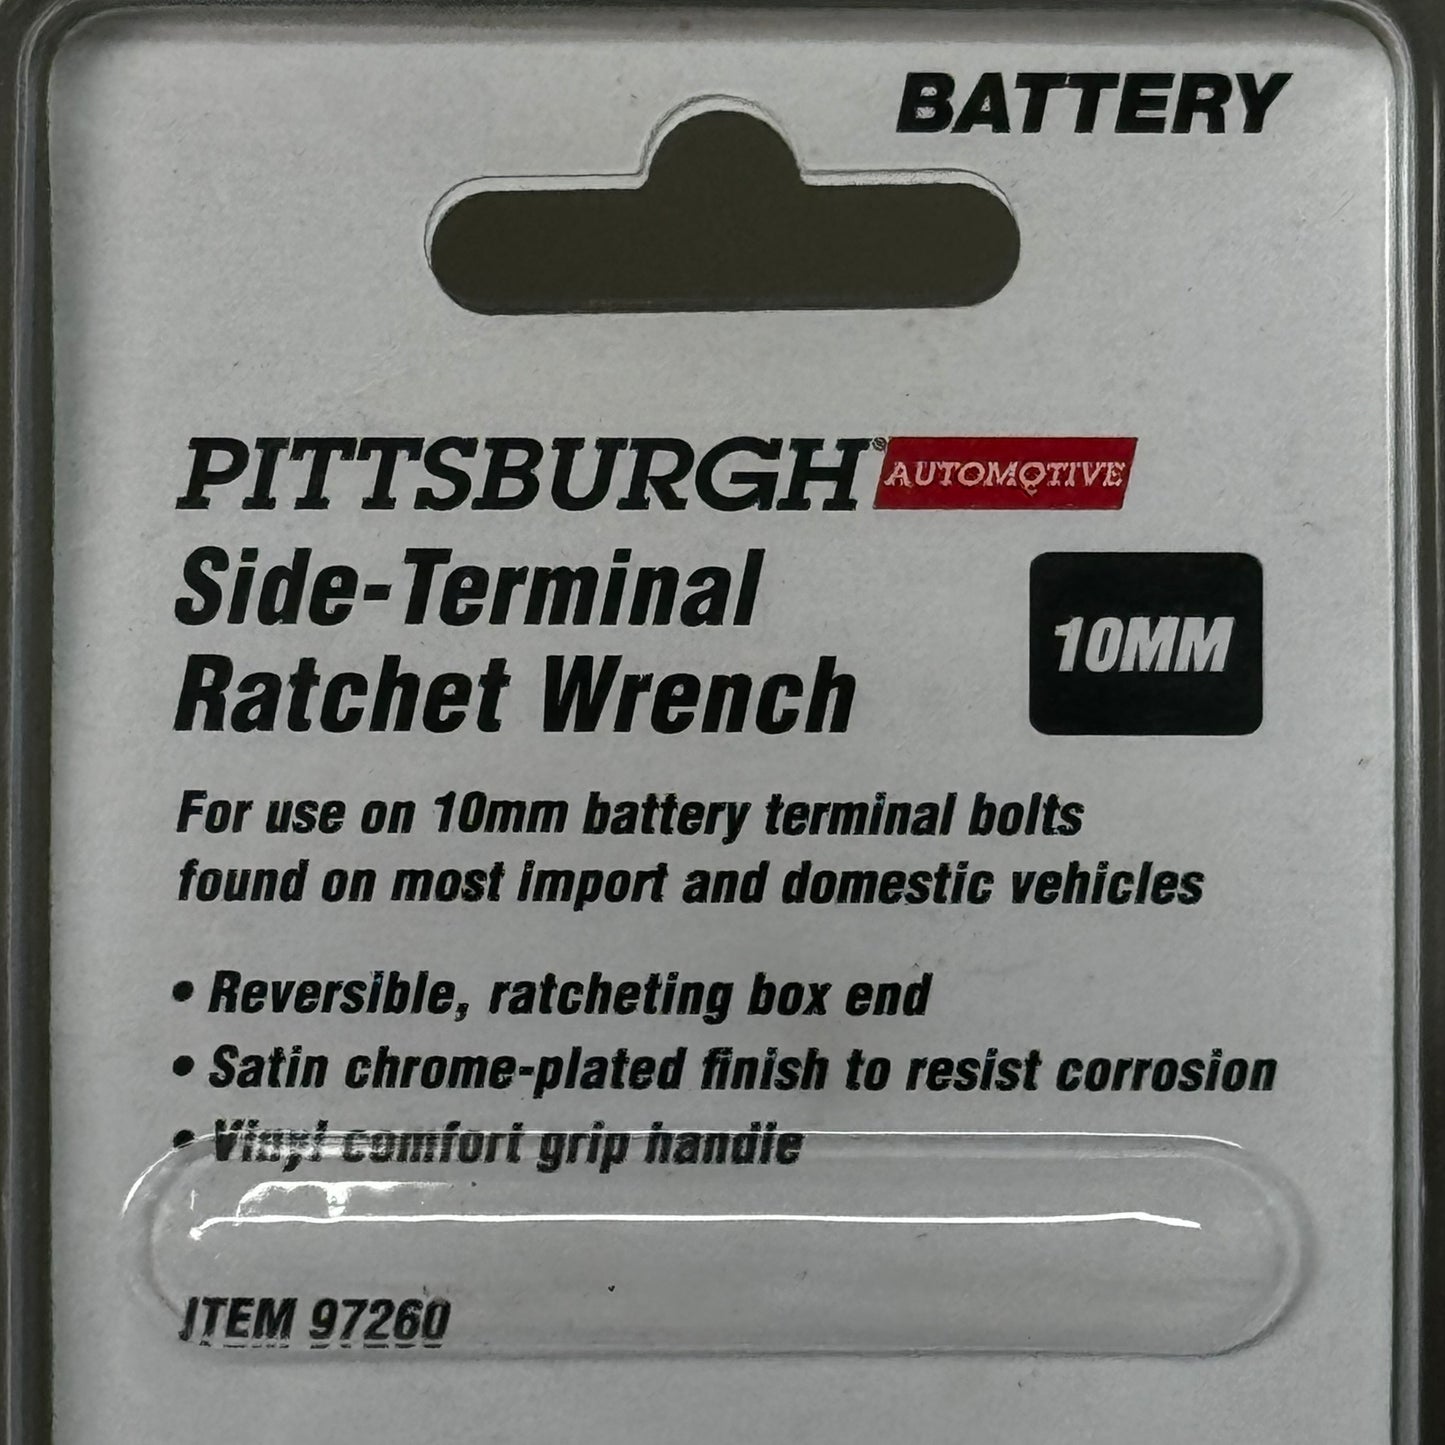 BATTERY
PITTSBURGH® AUTOMOTIVE
Side-Terminal
Ratchet Wrench
10MM
For use on 10mm battery terminal bolts
found on most import and domestic vehicles
• Reversible, ratcheting box end
• Satin chrome-plated finish to resist corrosion
• Vinyl comfort grip handle
ITEM 97260